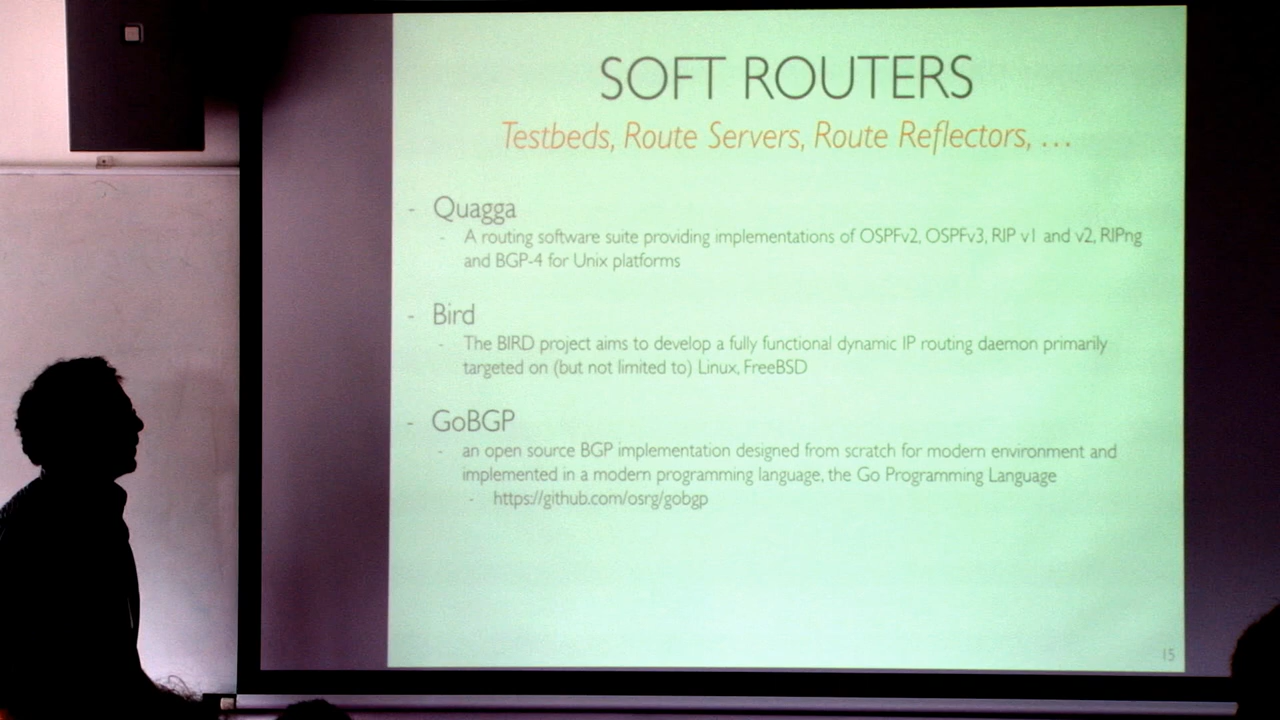 SOFT ROUTERS
Testbeds, Route Servers, Route Reflectors, …
- Quagga
- A routing software suite providing implementations of OSPFv2, OSPFv3, RIP v1 and v2, RIPng
and BGP-4 for Unix platforms
- Bird
- The BIRD project aims to develop a fully functional dynamic IP routing daemon primarily
targeted on (but not limited to) Linux, FreeBSD
- GoBGP
- an open source BGP implementation designed from scratch for modern environment and
implemented in a modern programming language, the Go Programming Language
- https://github.com/osrg/gobgp
15